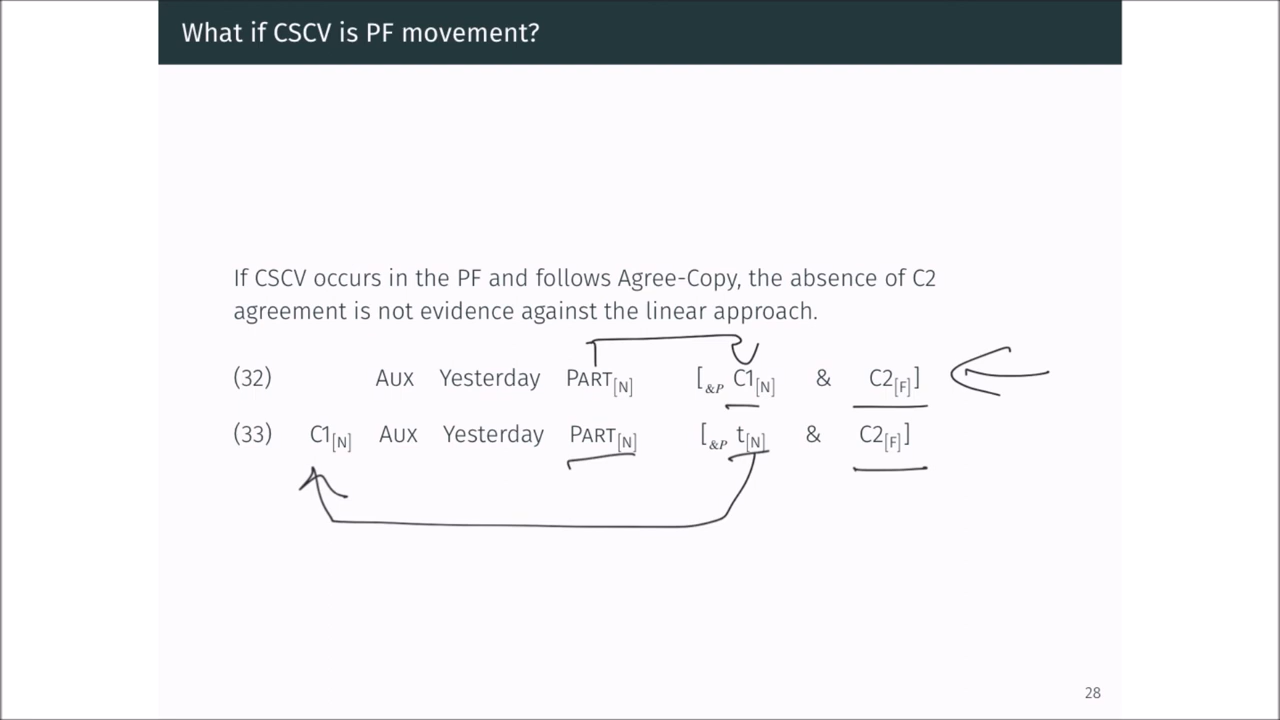 What if CSCV is PF movement?
If CSCV occurs in the PF and follows Agree-Copy, the absence of C2
agreement is not evidence against the linear approach.
(32) Aux Yesterday PART[N] [&P C1[N] & C2[F]]
(33) C1[N] Aux Yesterday PART[N] [&P t[N] & C2[F]]
28